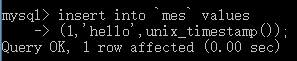 mysql> insert into `mes` values
    -> (1,'hello',unix_timestamp());
Query OK, 1 row affected (0.00 sec)